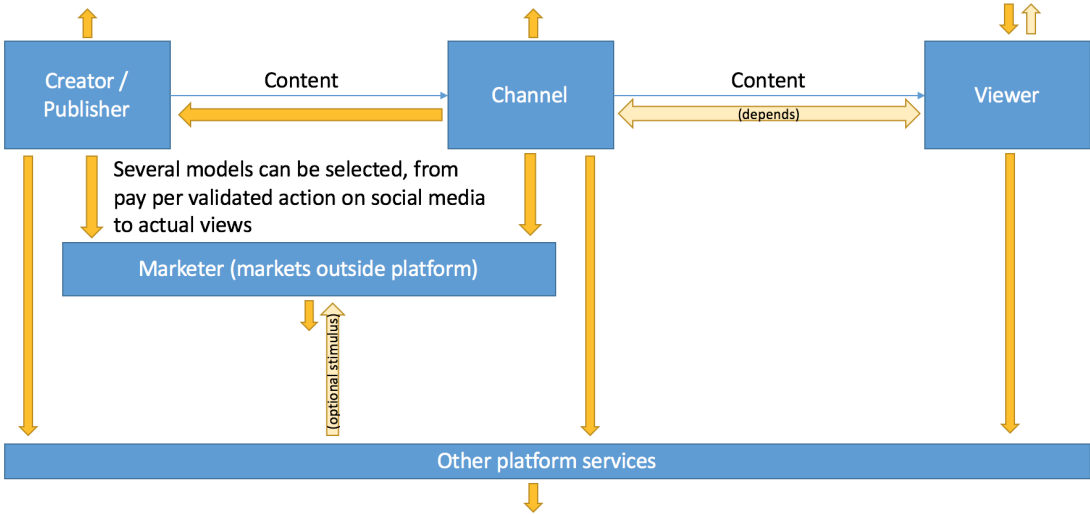 Creator /
Publisher
Content
Channel
Content
(depends)
Viewer
Several models can be selected, from
pay per validated action on social media
to actual views
Marketer (markets outside platform)
(optional stimulus)
Other platform services